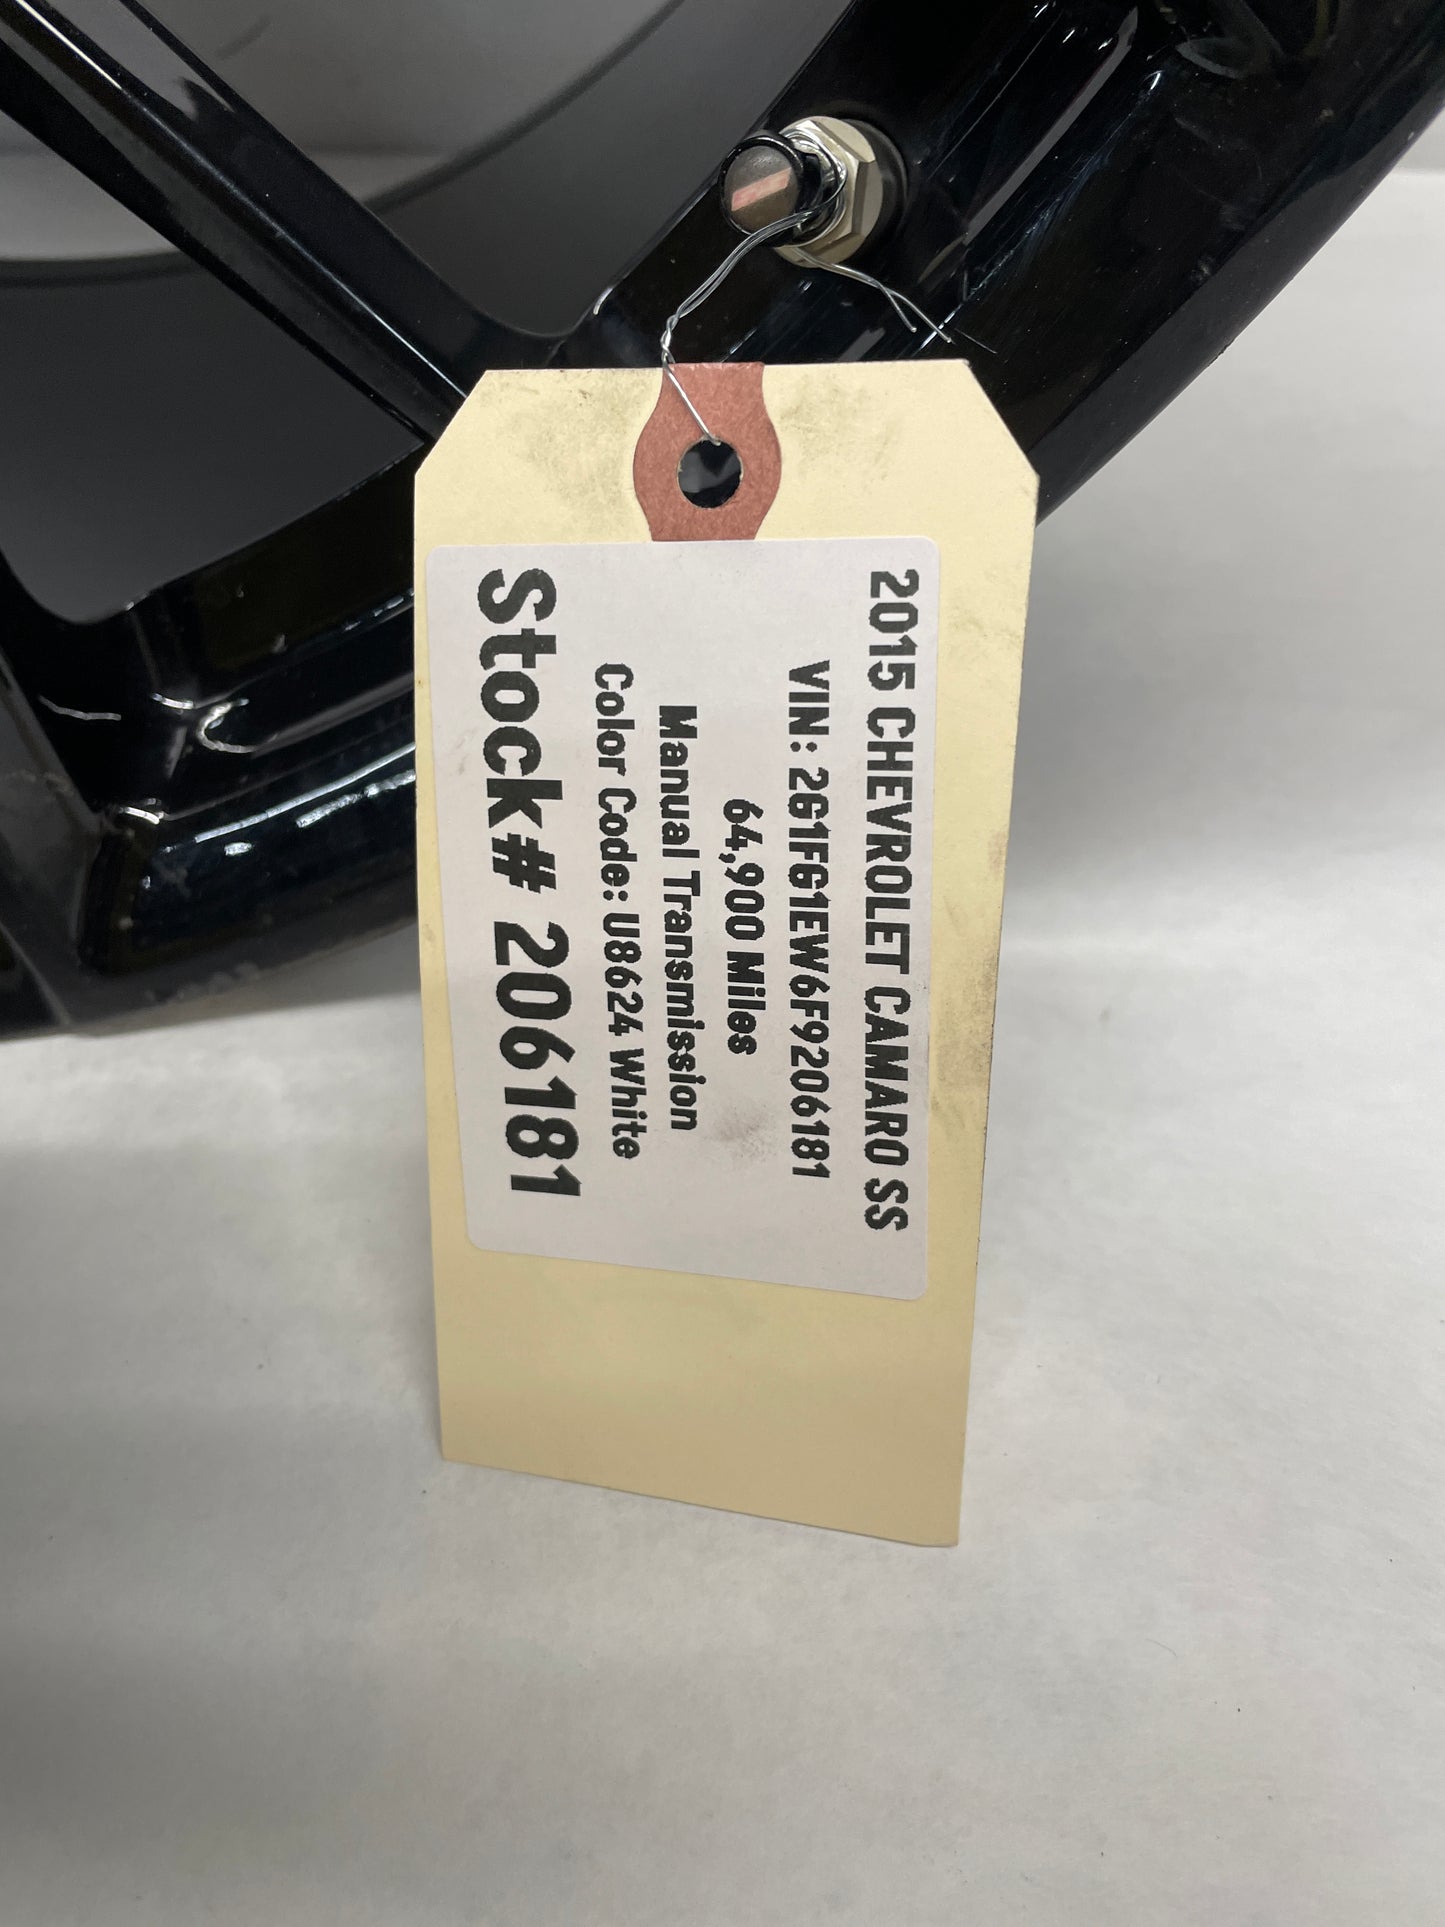 2015 CHEVROLET CAMARO SS
VIN: 2G1FG1EW6F9206181
64,900 Miles
Manual Transmission
Color Code: U8624 White
Stock# 206181